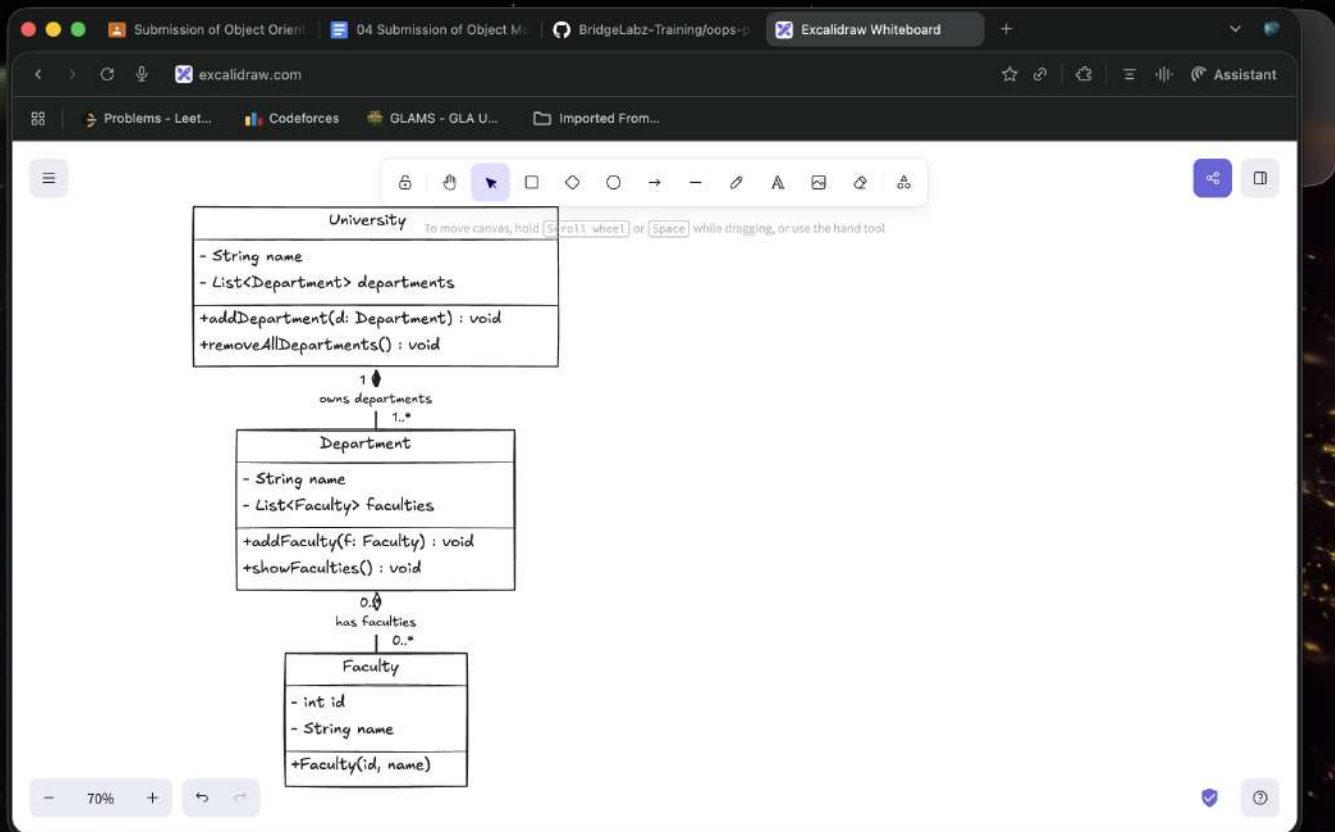 Submission of Object Orient
04 Submission of Object Mo
BridgeLabz-Training/oops-p
Excalidraw Whiteboard
excalidraw.com
Assistant
Problems - Leet...
Codeforces
GLAMS - GLA U...
Imported From...
To move canvas, hold Scroll wheel or Space while dragging, or use the hand tool
University
- String name
- List<Department> departments
+addDepartment(d: Department) : void
+removeAllDepartments() : void
1
owns departments
1..*
Department
- String name
- List<Faculty> faculties
+addFaculty(f: Faculty) : void
+showFaculties() : void
0..*
has faculties
0..*
Faculty
- int id
- String name
+Faculty(id, name)
70%